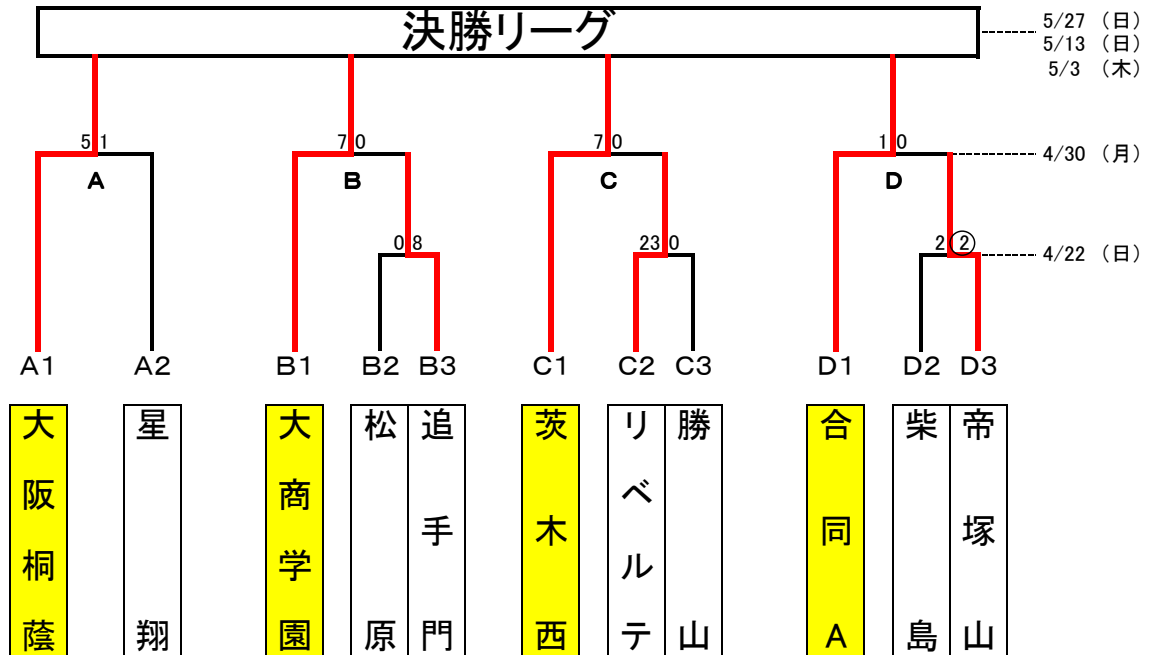 決勝リーグ
5/27 (日)
5/13 (日)
5/3 (木)
5 1
7 0
7 0
1 0
4/30 (月)
A
B
C
D
0 8
23 0
2 ②
4/22 (日)
A1
A2
B1
B2
B3
C1
C2
C3
D1
D2
D3
大阪桐蔭
星翔
大商学園
松原
追手門
茨木西
リベルテ
勝山
合同A
柴島
帝塚山